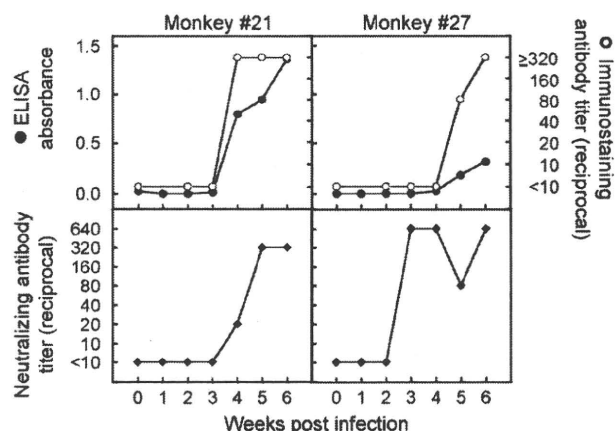 Monkey #21 Monkey #27
● ELISA
absorbance
1.5
1.0
0.5
0.0
≥320
160
80
40
20
10
<10
○ Immunostaining
antibody titer (reciprocal)
Neutralizing antibody
titer (reciprocal)
640
320
160
80
40
20
<10
0 1 2 3 4 5 6 0 1 2 3 4 5 6
Weeks post infection